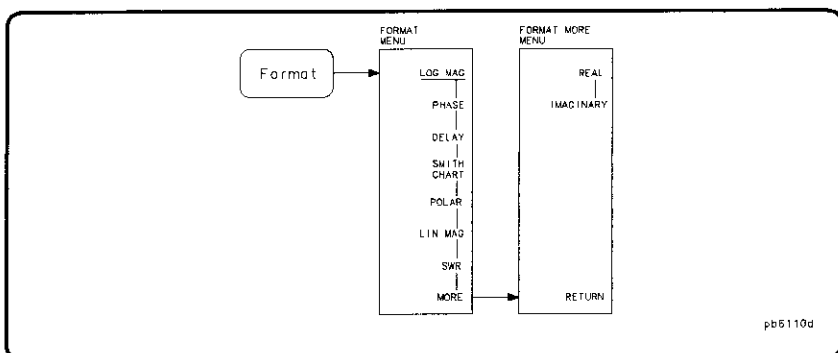 FORMAT
MENU
FORMAT MORE
MENU
Format
LOG MAG
PHASE
DELAY
SMITH
CHART
POLAR
LIN MAG
SWR
MORE
REAL
IMAGINARY
RETURN
pb6110d